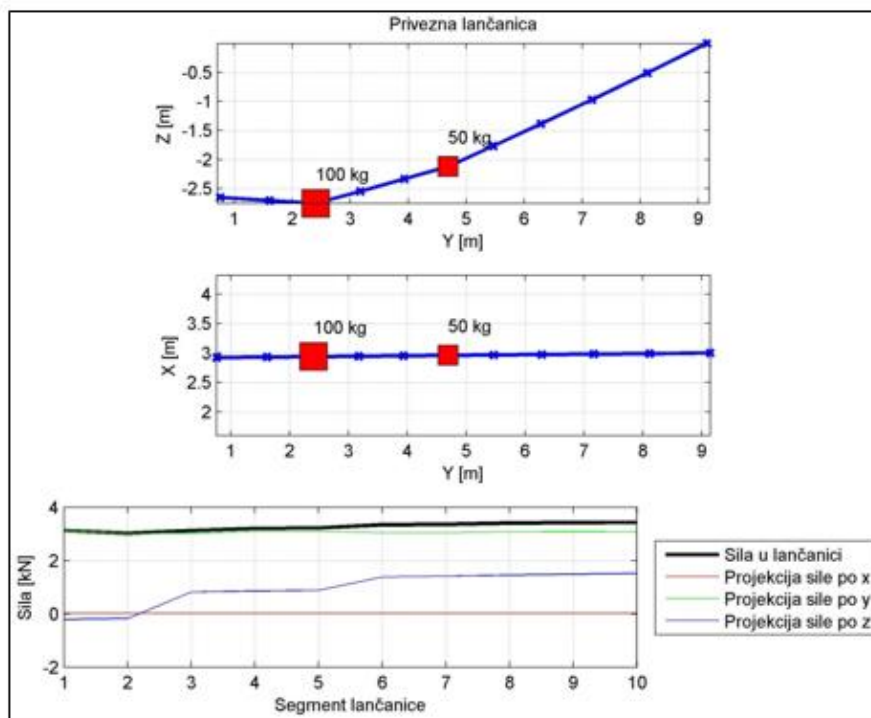 Privezna lančanica
Z [m]
-0.5
-1
-1.5
-2
-2.5
100 kg
50 kg
1 2 3 4 5 6 7 8 9
Y [m]
X [m]
4
3.5
3
2.5
2
100 kg
50 kg
1 2 3 4 5 6 7 8 9
Y [m]
Sila [kN]
4
2
0
-2
1 2 3 4 5 6 7 8 9 10
Segment lančanice
Sila u lančanici
Projekcija sile po x
Projekcija sile po y
Projekcija sile po z